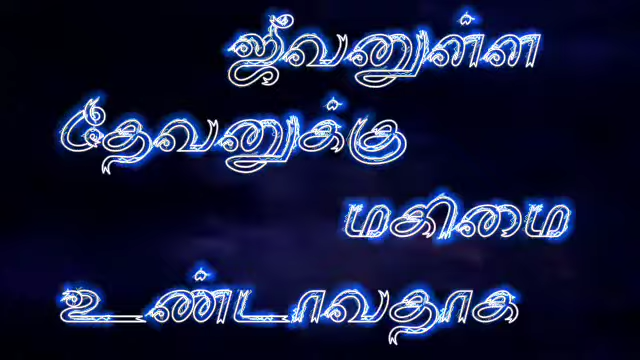 ஜீவனுள்ள
தேவனுக்கு
மகிமை
உண்டாவதாக